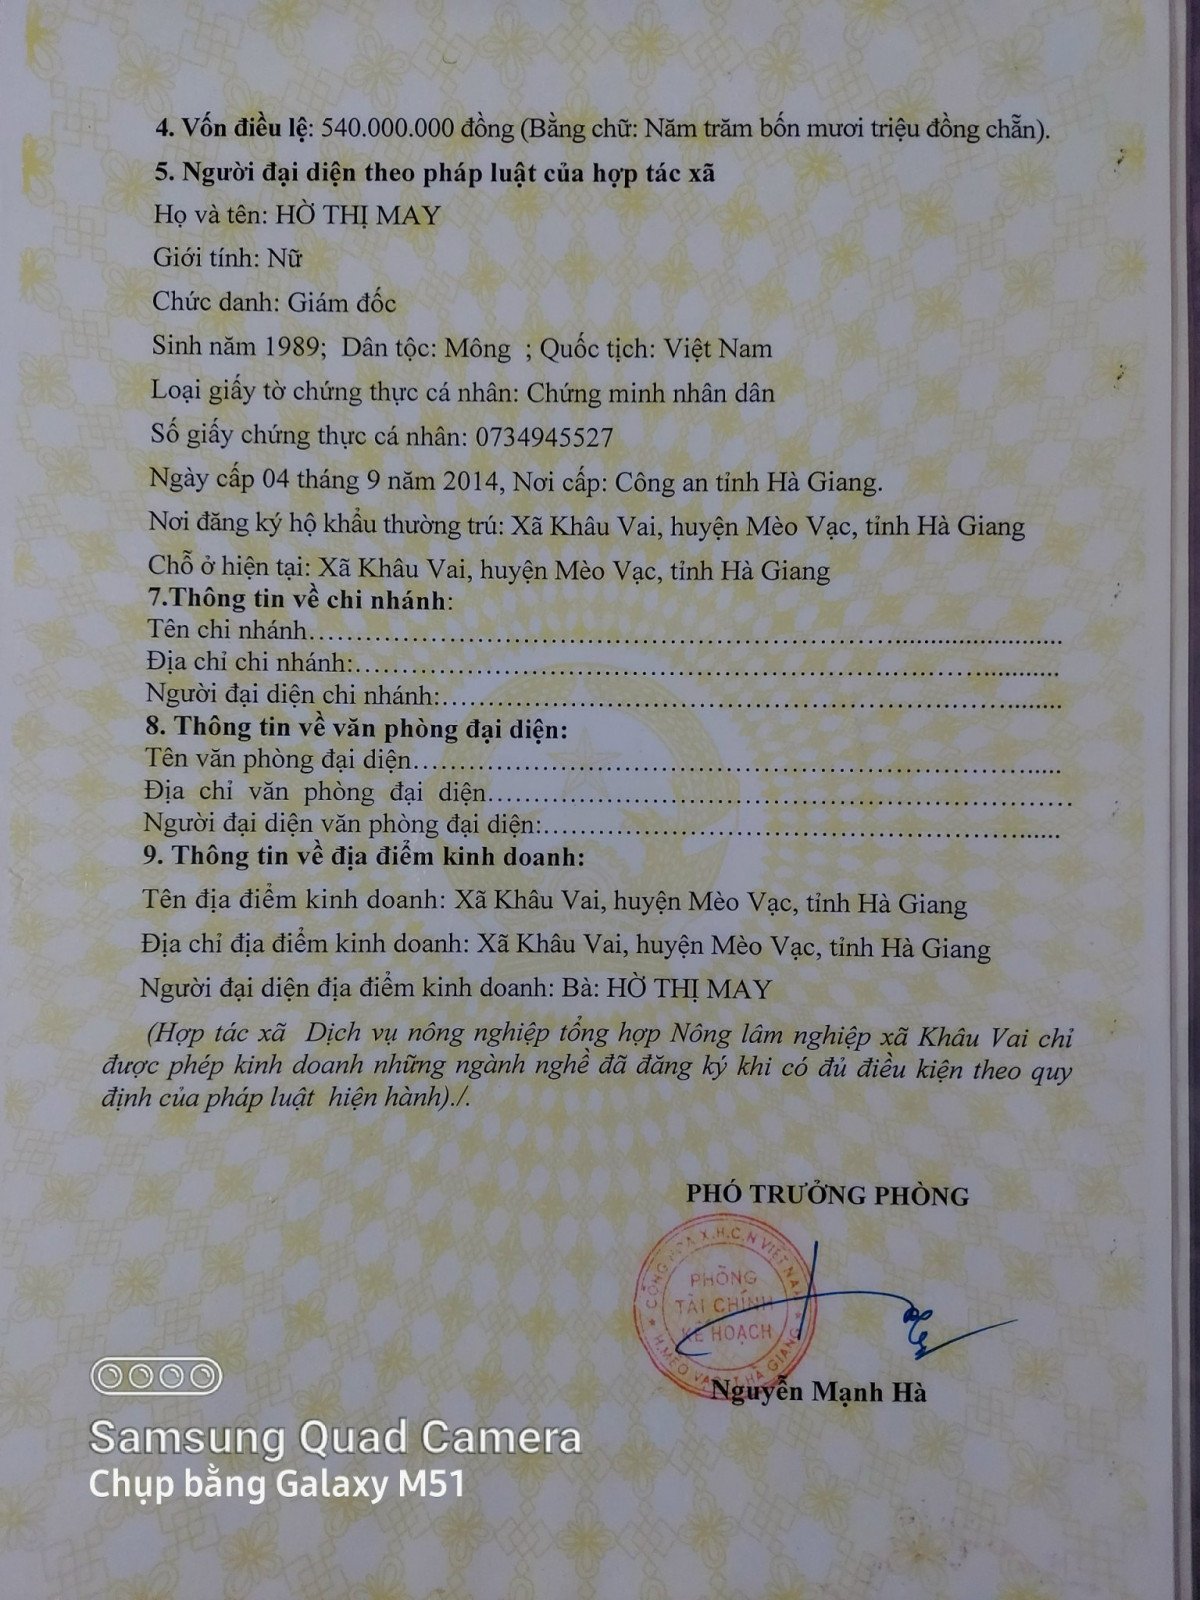 4. Vốn điều lệ: 540.000.000 đồng (Bằng chữ: Năm trăm bốn mươi triệu đồng chẵn).
5. Người đại diện theo pháp luật của hợp tác xã
Họ và tên: HỜ THỊ MAY
Giới tính: Nữ
Chức danh: Giám đốc
Sinh năm 1989;  Dân tộc: Mông  ; Quốc tịch: Việt Nam
Loại giấy tờ chứng thực cá nhân: Chứng minh nhân dân
Số giấy chứng thực cá nhân: 0734945527
Ngày cấp 04 tháng 9 năm 2014, Nơi cấp: Công an tỉnh Hà Giang.
Nơi đăng ký hộ khẩu thường trú: Xã Khâu Vai, huyện Mèo Vạc, tỉnh Hà Giang
Chỗ ở hiện tại: Xã Khâu Vai, huyện Mèo Vạc, tỉnh Hà Giang
7.Thông tin về chi nhánh:
Tên chi nhánh.......................................................................
Địa chỉ chi nhánh:.......................................................................
Người đại diện chi nhánh:.......................................................................
8. Thông tin về văn phòng đại diện:
Tên văn phòng đại diện.......................................................................
Địa chỉ văn phòng đại diện.......................................................................
Người đại diện văn phòng đại diện:.......................................................................
9. Thông tin về địa điểm kinh doanh:
Tên địa điểm kinh doanh: Xã Khâu Vai, huyện Mèo Vạc, tỉnh Hà Giang
Địa chỉ địa điểm kinh doanh: Xã Khâu Vai, huyện Mèo Vạc, tỉnh Hà Giang
Người đại diện địa điểm kinh doanh: Bà: HỜ THỊ MAY
(Hợp tác xã  Dịch vụ nông nghiệp tổng hợp Nông lâm nghiệp xã Khâu Vai chỉ
được phép kinh doanh những ngành nghề đã đăng ký khi có đủ điều kiện theo quy
định của pháp luật  hiện hành)./.
PHÓ TRƯỞNG PHÒNG
CỘNG HÒA X.H.C.N VIỆT NAM
PHÒNG
TÀI CHÍNH
KẾ HOẠCH
H.MÈO VẠC T.HÀ GIANG
Nguyễn Mạnh Hà
Samsung Quad Camera
Chụp bằng Galaxy M51